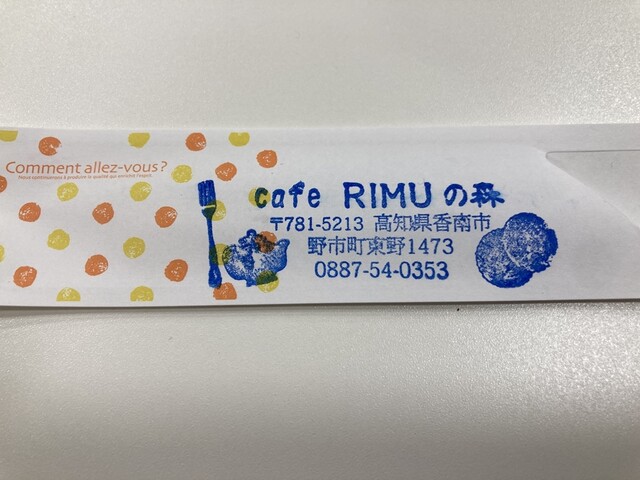 Comment allez-vous?
cafe RIMUの森
〒781-5213 高知県香南市
野市町東野1473
0887-54-0353